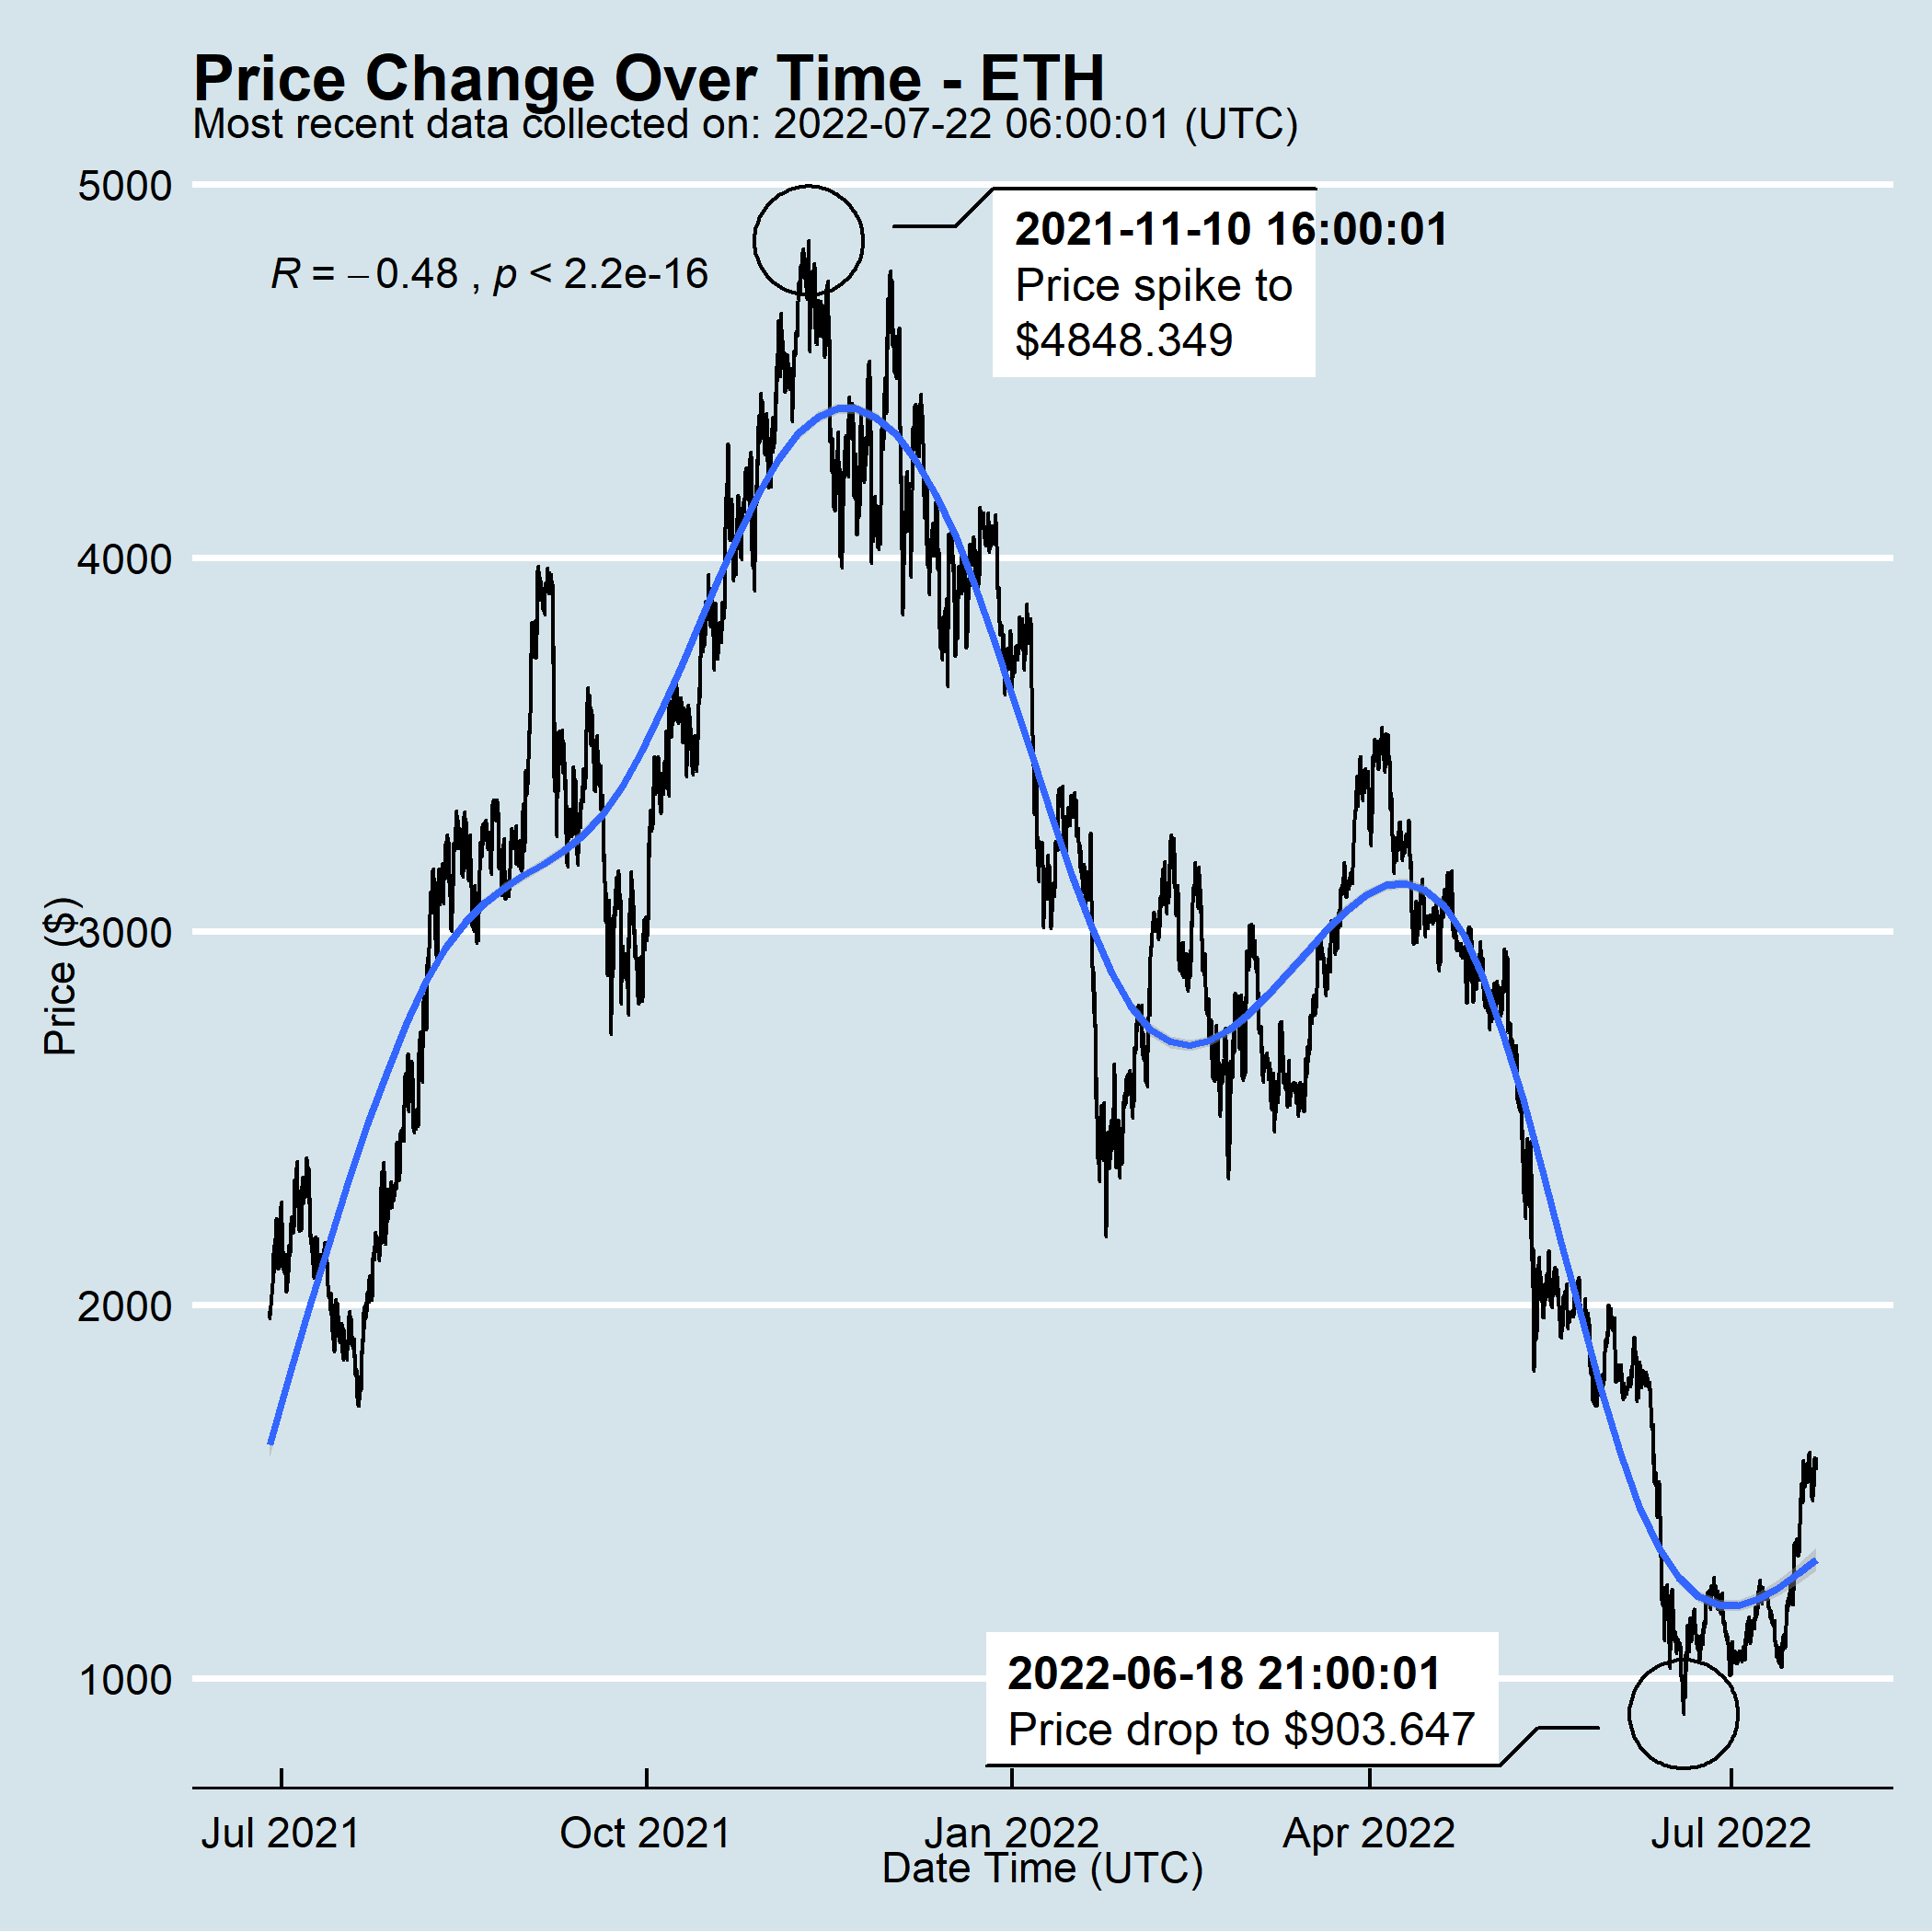 Price Change Over Time - ETH
Most recent data collected on: 2022-07-22 06:00:01 (UTC)
5000
2021-11-10 16:00:01
Price spike to
$4848.349
R = −0.48 , p < 2.2e-16
4000
3000
Price ($)
2000
1000
2022-06-18 21:00:01
Price drop to $903.647
Jul 2021
Oct 2021
Jan 2022
Apr 2022
Jul 2022
Date Time (UTC)